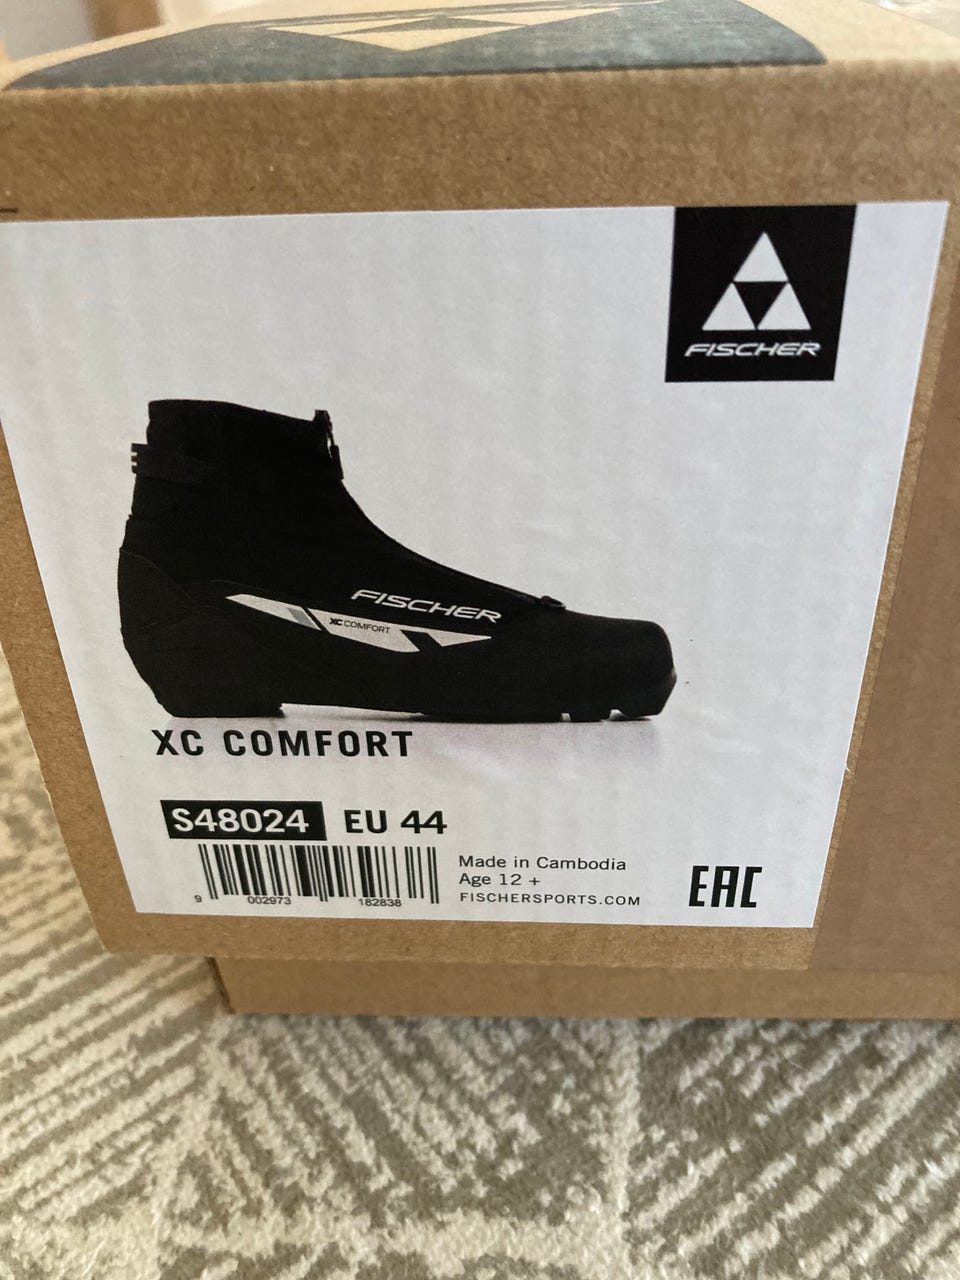 FISCHER
FISCHER
XC COMFORT
XC COMFORT
S48024 EU 44
Made in Cambodia
Age 12 +
FISCHERSPORTS.COM
9 002973 182838
EAC